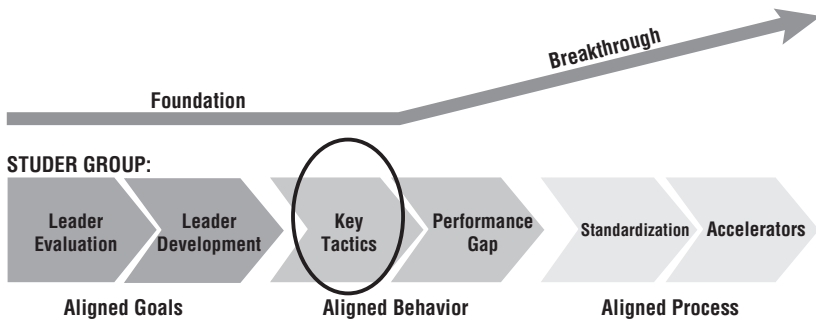 Breakthrough
Foundation
STUDER GROUP:
Leader
Evaluation
Leader
Development
Key
Tactics
Performance
Gap
Standardization
Accelerators
Aligned Goals
Aligned Behavior
Aligned Process